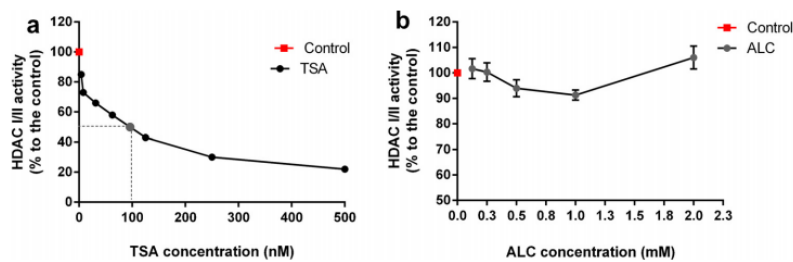 a
HDAC I/II activity
(% to the control)
120
100
80
60
40
20
0
0 100 200 300 400 500
TSA concentration (nM)
Control
TSA
b
HDAC I/II activity
(% to the control)
120
110
100
90
80
70
60
50
0.0 0.3 0.5 0.8 1.0 1.3 1.5 1.8 2.0 2.3
ALC concentration (mM)
Control
ALC